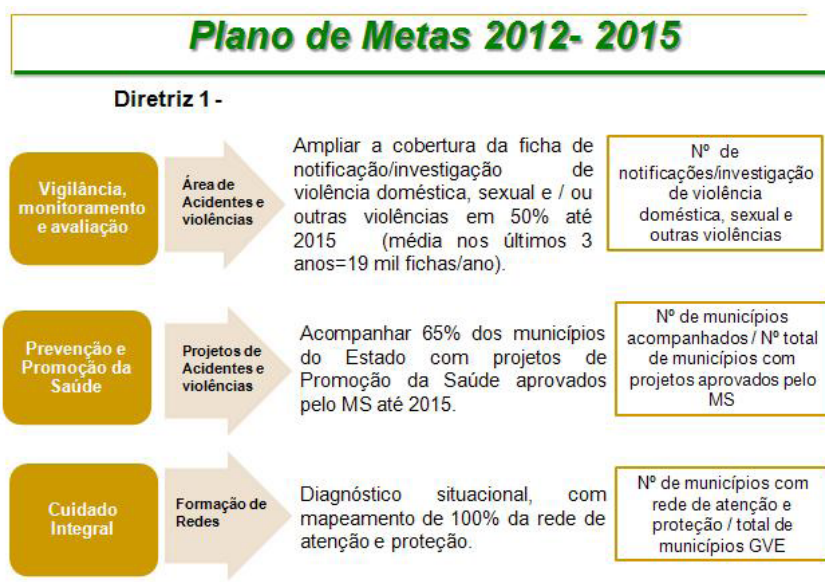 Plano de Metas 2012- 2015
Diretriz 1 -
Vigilância,
monitoramento
e avaliação
Área de
Acidentes e
violências
Ampliar a cobertura da ficha de
notificação/investigação de
violência doméstica, sexual e / ou
outras violências em 50% até
2015 (média nos últimos 3
anos=19 mil fichas/ano).
Nº de
notificações/investigação
de violência
doméstica, sexual e
outras violências
Prevenção e
Promoção da
Saúde
Projetos de
Acidentes e
violências
Acompanhar 65% dos municípios
do Estado com projetos de
Promoção da Saúde aprovados
pelo MS até 2015.
Nº de municípios
acompanhados / Nº total
de municípios com
projetos aprovados pelo
MS
Cuidado
Integral
Formação de
Redes
Diagnóstico situacional, com
mapeamento de 100% da rede de
atenção e proteção.
Nº de municípios com
rede de atenção e
proteção / total de
municípios GVE